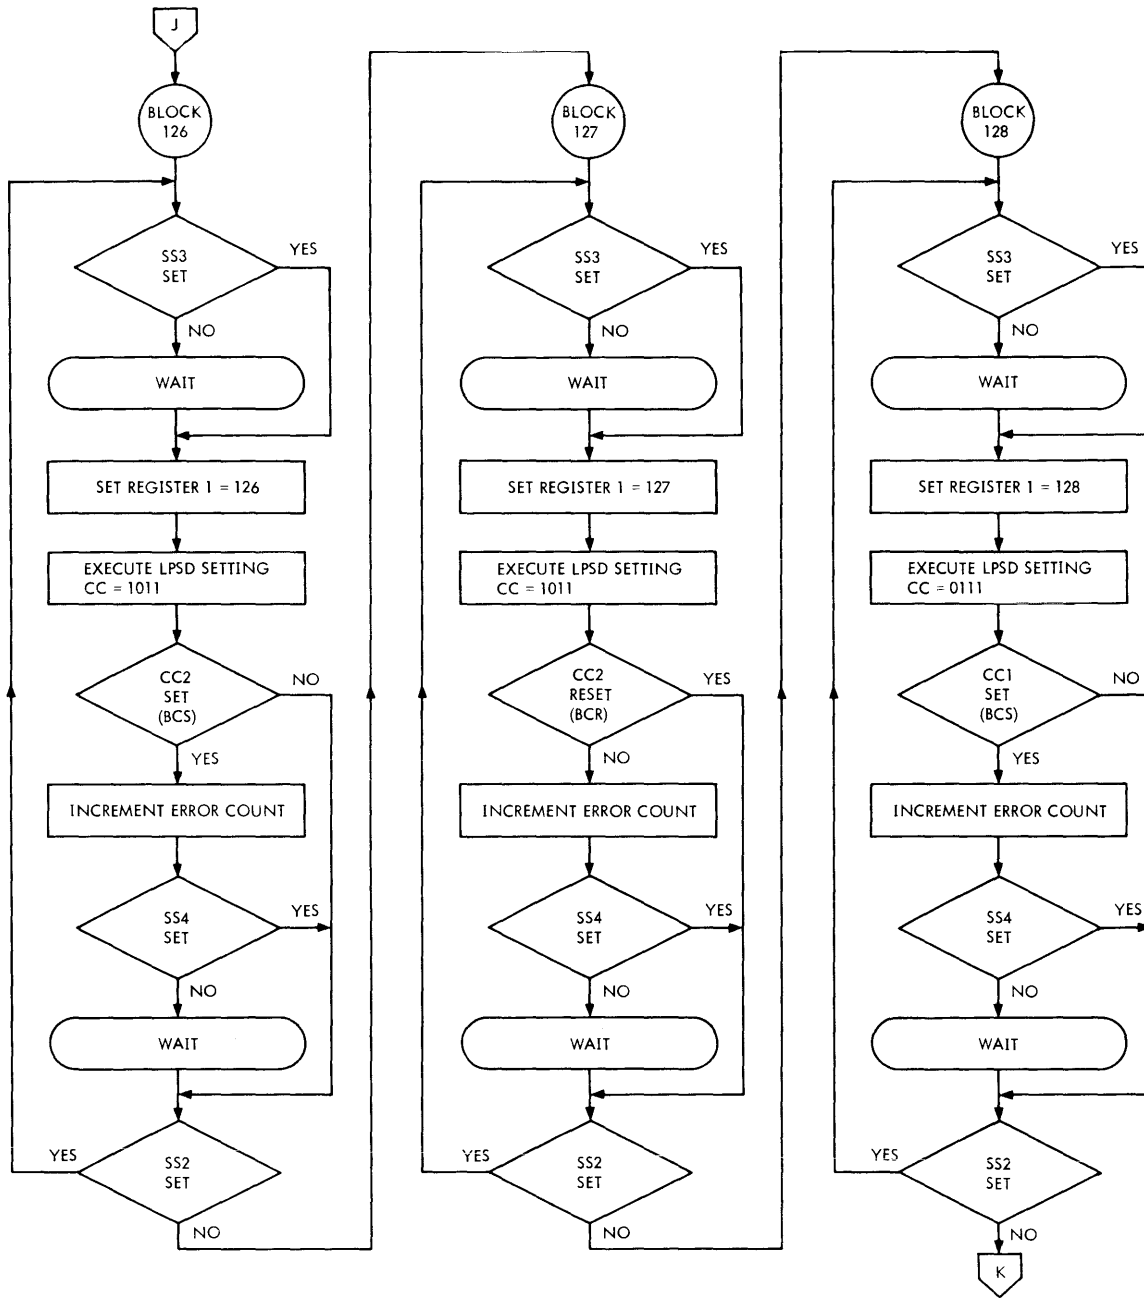 J
BLOCK
126
SS3
SET
YES
NO
WAIT
SET REGISTER 1 = 126
EXECUTE LPSD SETTING
CC = 1011
CC2
SET
(BCS)
NO
YES
INCREMENT ERROR COUNT
SS4
SET
YES
NO
WAIT
SS2
SET
YES
NO
BLOCK
127
SS3
SET
YES
NO
WAIT
SET REGISTER 1 = 127
EXECUTE LPSD SETTING
CC = 1011
CC2
RESET
(BCR)
YES
NO
INCREMENT ERROR COUNT
SS4
SET
YES
NO
WAIT
SS2
SET
YES
NO
BLOCK
128
SS3
SET
YES
NO
WAIT
SET REGISTER 1 = 128
EXECUTE LPSD SETTING
CC = 0111
CC1
SET
(BCS)
NO
YES
INCREMENT ERROR COUNT
SS4
SET
YES
NO
WAIT
SS2
SET
YES
NO
K